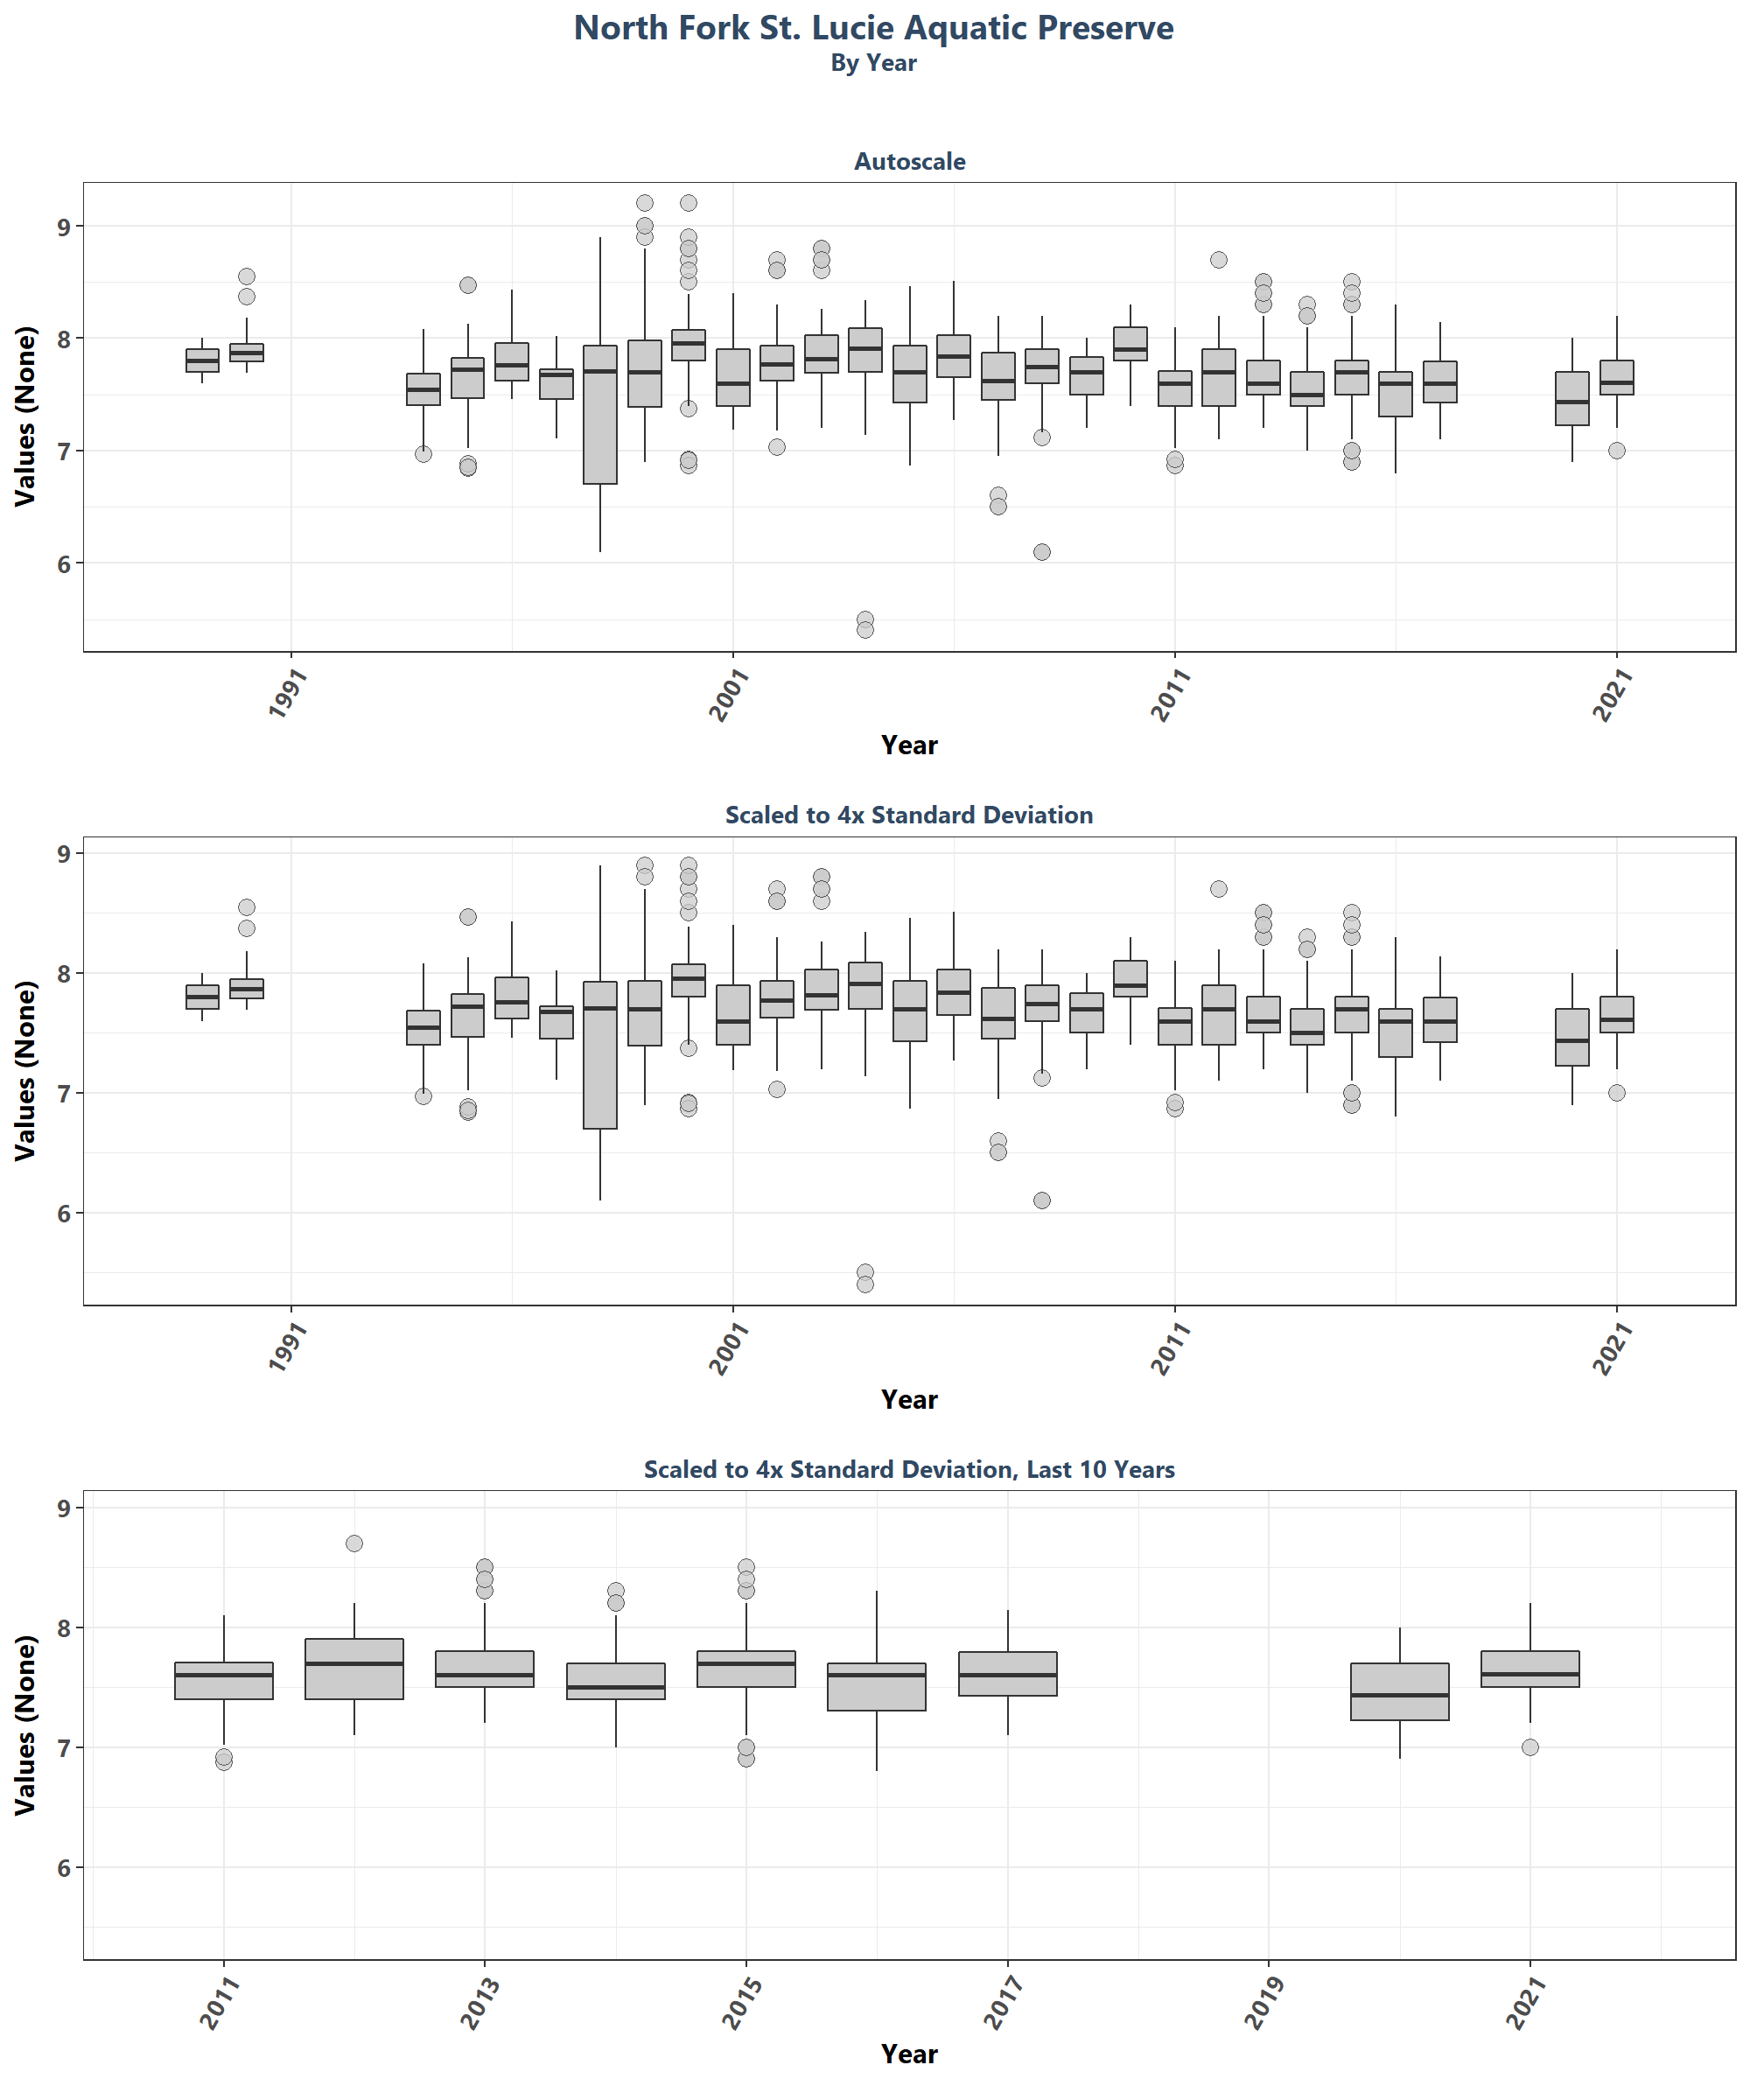 North Fork St. Lucie Aquatic Preserve
By Year
Autoscale
Values (None)
9
8
7
6
1991 2001 2011 2021
Year
Scaled to 4x Standard Deviation
Values (None)
9
8
7
6
1991 2001 2011 2021
Year
Scaled to 4x Standard Deviation, Last 10 Years
Values (None)
9
8
7
6
2011 2013 2015 2017 2019 2021
Year